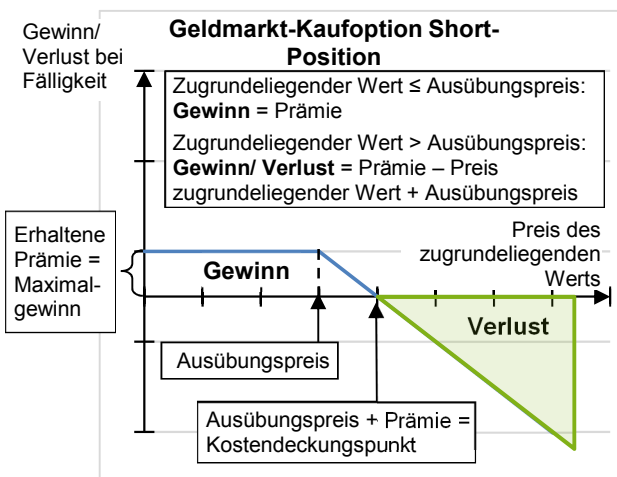 Gewinn/
Verlust bei
Fälligkeit
Geldmarkt-Kaufoption Short-
Position
Zugrundeliegender Wert ≤ Ausübungspreis:
Gewinn = Prämie
Zugrundeliegender Wert > Ausübungspreis:
Gewinn/ Verlust = Prämie – Preis
zugrundeliegender Wert + Ausübungspreis
Preis des
zugrundeliegenden
Werts
Erhaltene
Prämie =
Maximal-
gewinn
Gewinn
Verlust
Ausübungspreis
Ausübungspreis + Prämie =
Kostendeckungspunkt